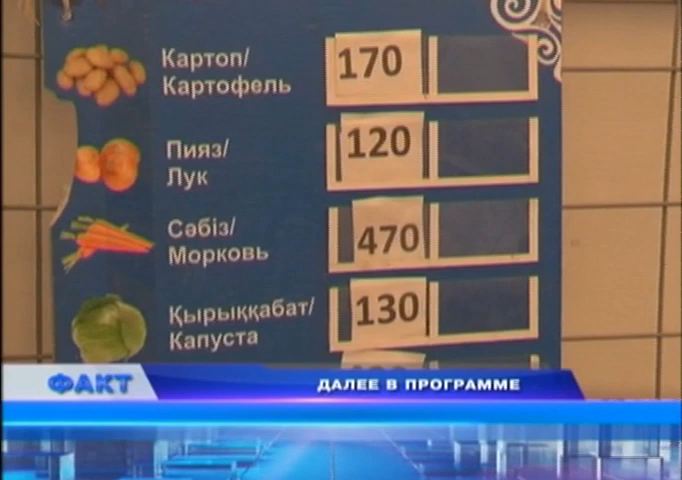 Картоп/
Картофель
170
Пияз/
Лук
120
Сәбіз/
Морковь
470
Қырыққабат/
Капуста
130
ФАКТ
ДАЛЕЕ В ПРОГРАММЕ